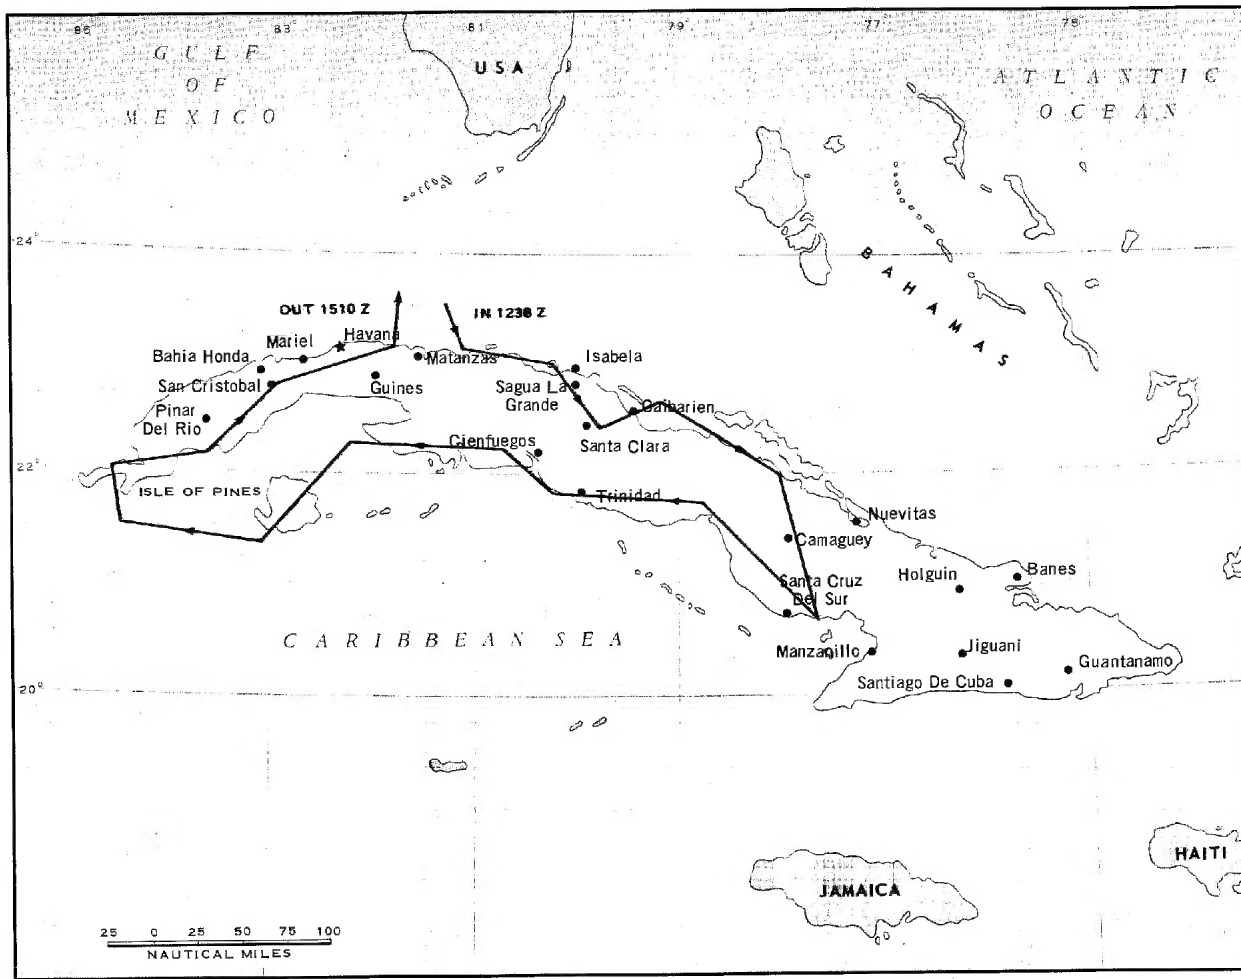 85 83 81 79 77 75
GULF
OF
MEXICO
USA
ATLANTIC
OCEAN
24°
BAHAMAS
OUT 1510 Z
IN 1238 Z
Havana
Mariel
Matanzas
Isabela
Bahia Honda
San Cristobal
Guines
Sagua La
Grande
Pinar
Del Rio
Caibarien
Cienfuegos
Santa Clara
22°
ISLE OF PINES
Trinidad
Nuevitas
Camaguey
Holguin
Banes
Santa Cruz
Del Sur
CARIBBEAN SEA
Manzanillo
Jiguani
Guantanamo
Santiago De Cuba
20°
HAITI
JAMAICA
25 0 25 50 75 100
NAUTICAL MILES